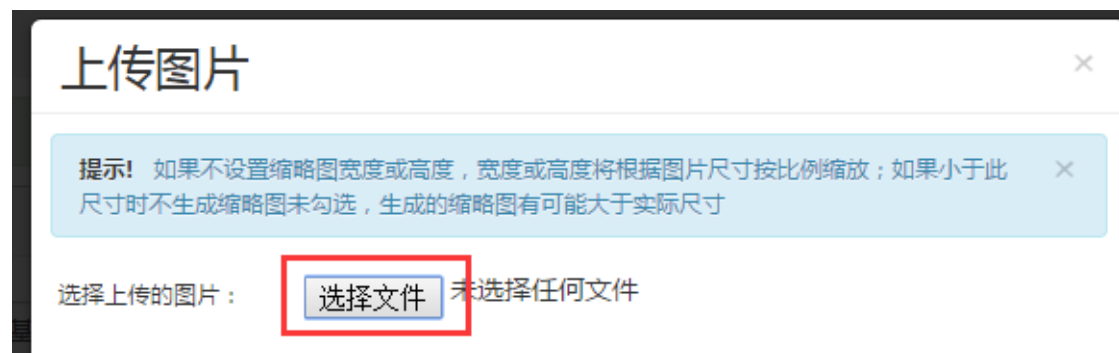 上传图片
×
提示! 如果不设置缩略图宽度或高度，宽度或高度将根据图片尺寸按比例缩放；如果小于此
×
尺寸时不生成缩略图未勾选，生成的缩略图有可能大于实际尺寸
选择上传的图片： 选择文件 未选择任何文件
基